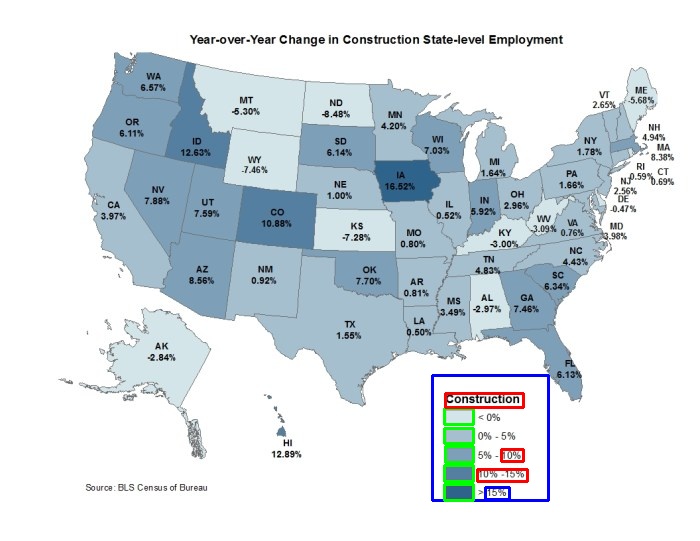 Year-over-Year Change in Construction State-level Employment
WA
6.57%
OR
6.11%
CA
3.97%
NV
7.88%
ID
12.63%
MT
-5.30%
WY
-7.46%
UT
7.59%
AZ
8.56%
CO
10.88%
NM
0.92%
ND
-8.48%
SD
6.14%
NE
1.00%
KS
-7.28%
OK
7.70%
TX
1.55%
MN
4.20%
IA
16.52%
MO
0.80%
AR
0.81%
LA
0.50%
WI
7.03%
IL
0.52%
MS
3.49%
MI
1.64%
IN
5.92%
OH
2.96%
KY
-3.00%
TN
4.83%
AL
-2.97%
GA
7.46%
FL
6.13%
SC
6.34%
NC
4.43%
VA
0.76%
WV
-3.09%
PA
1.66%
NY
1.78%
VT
2.65%
ME
-5.68%
NH
4.94%
MA
8.38%
RI
0.59%
CT
0.69%
NJ
2.56%
DE
-0.47%
MD
3.98%
AK
-2.84%
HI
12.89%
Construction
< 0%
0% - 5%
5% - 10%
10% -15%
> 15%
Source: BLS Census of Bureau